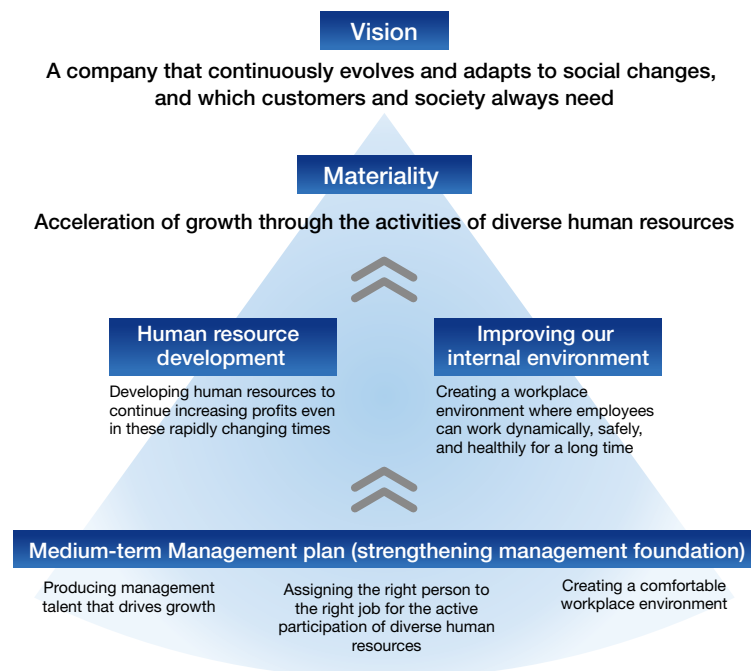 Vision
A company that continuously evolves and adapts to social changes,
and which customers and society always need
Materiality
Acceleration of growth through the activities of diverse human resources
Human resource
development
Developing human resources to
continue increasing profits even
in these rapidly changing times
Improving our
internal environment
Creating a workplace
environment where employees
can work dynamically, safely,
and healthily for a long time
Medium-term Management plan (strengthening management foundation)
Producing management
talent that drives growth
Assigning the right person to
the right job for the active
participation of diverse human
resources
Creating a comfortable
workplace environment